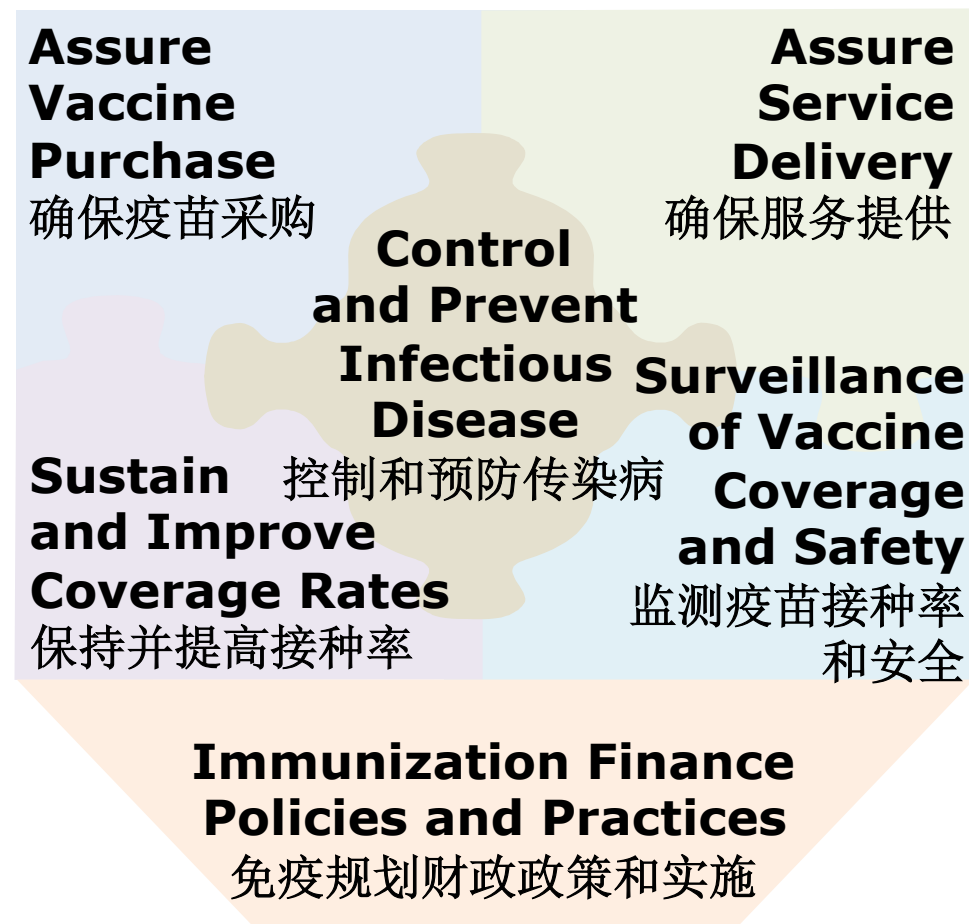 Assure
Vaccine
Purchase
确保疫苗采购
Assure
Service
Delivery
确保服务提供
Control
and Prevent
Infectious
Disease
控制和预防传染病
Sustain
and Improve
Coverage Rates
保持并提高接种率
Surveillance
of Vaccine
Coverage
and Safety
监测疫苗接种率
和安全
Immunization Finance
Policies and Practices
免疫规划财政政策和实施